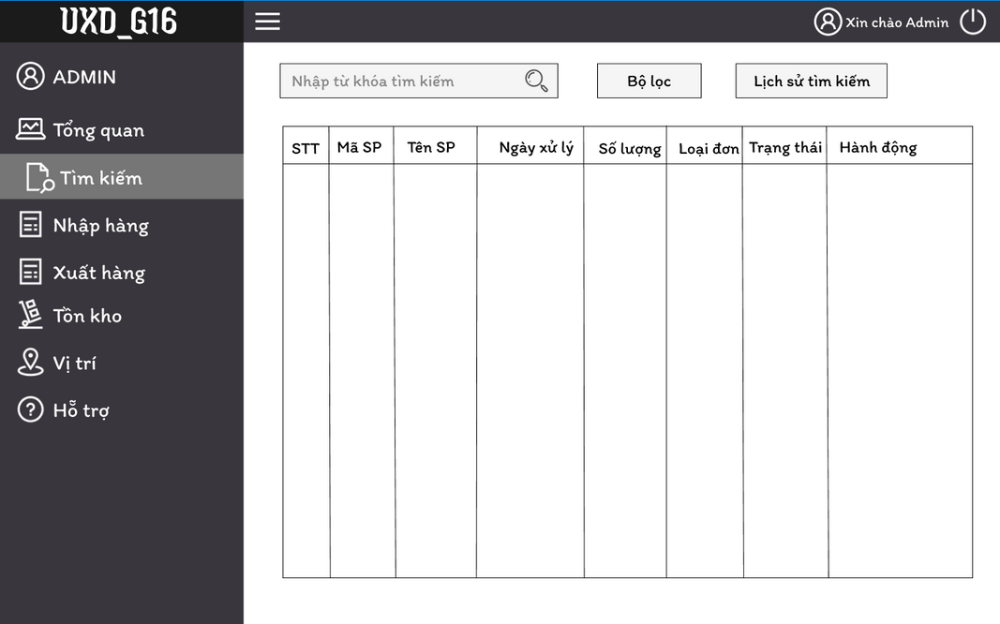 UXD_G16
Xin chào Admin
ADMIN
Tổng quan
Tìm kiếm
Nhập hàng
Xuất hàng
Tồn kho
Vị trí
Hỗ trợ
Nhập từ khóa tìm kiếm
Bộ lọc
Lịch sử tìm kiếm
STT Mã SP Tên SP Ngày xử lý Số lượng Loại đơn Trạng thái Hành động